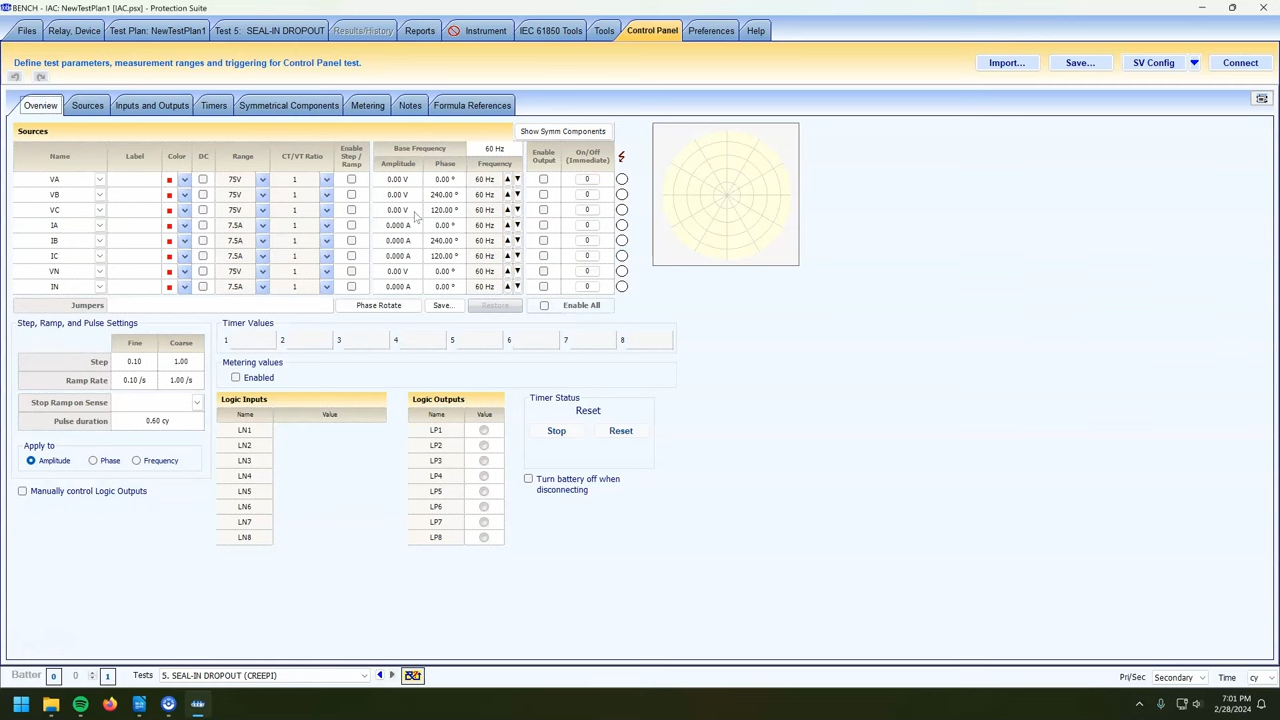 BENCH - IAC: NewTestPlan1 [IAC.psx] - Protection Suite
Files Relay, Device Test Plan: NewTestPlan1 Test 5: SEAL-IN DROPOUT Results/History Reports Instrument IEC 61850 Tools Tools Control Panel Preferences Help
Define test parameters, measurement ranges and triggering for Control Panel test. Import... Save... SV Config Connect
Overview Sources Inputs and Outputs Timers Symmetrical Components Metering Notes Formula References
Sources Show Symm Components
Name Label Color DC Range CT/VT Ratio Enable Step / Ramp Base Frequency 60 Hz Enable Output On/Off (Immediate)
Amplitude Phase Frequency
VA 75V 1 0.00 V 0.00 ° 60 Hz 0
VB 75V 1 0.00 V 240.00 ° 60 Hz 0
VC 75V 1 0.00 V 120.00 ° 60 Hz 0
IA 7.5A 1 0.000 A 0.00 ° 60 Hz 0
IB 7.5A 1 0.000 A 240.00 ° 60 Hz 0
IC 7.5A 1 0.000 A 120.00 ° 60 Hz 0
VN 75V 1 0.00 V 0.00 ° 60 Hz 0
IN 7.5A 1 0.000 A 0.00 ° 60 Hz 0
Jumpers Phase Rotate Save... Restore Enable All
Step, Ramp, and Pulse Settings
Fine Coarse
Step 0.10 1.00
Ramp Rate 0.10 /s 1.00 /s
Stop Ramp on Sense
Pulse duration 0.60 cy
Apply to
Amplitude Phase Frequency
Manually control Logic Outputs
Timer Values
1 2 3 4 5 6 7 8
Metering values
Enabled
Logic Inputs
Name Value
LN1
LN2
LN3
LN4
LN5
LN6
LN7
LN8
Logic Outputs
Name Value
LP1
LP2
LP3
LP4
LP5
LP6
LP7
LP8
Timer Status
Reset
Stop Reset
Turn battery off when
disconnecting
Batter 0 0 1 Tests 5. SEAL-IN DROPOUT (CREEPI) Pri/Sec Secondary Time cy
7:01 PM
2/28/2024